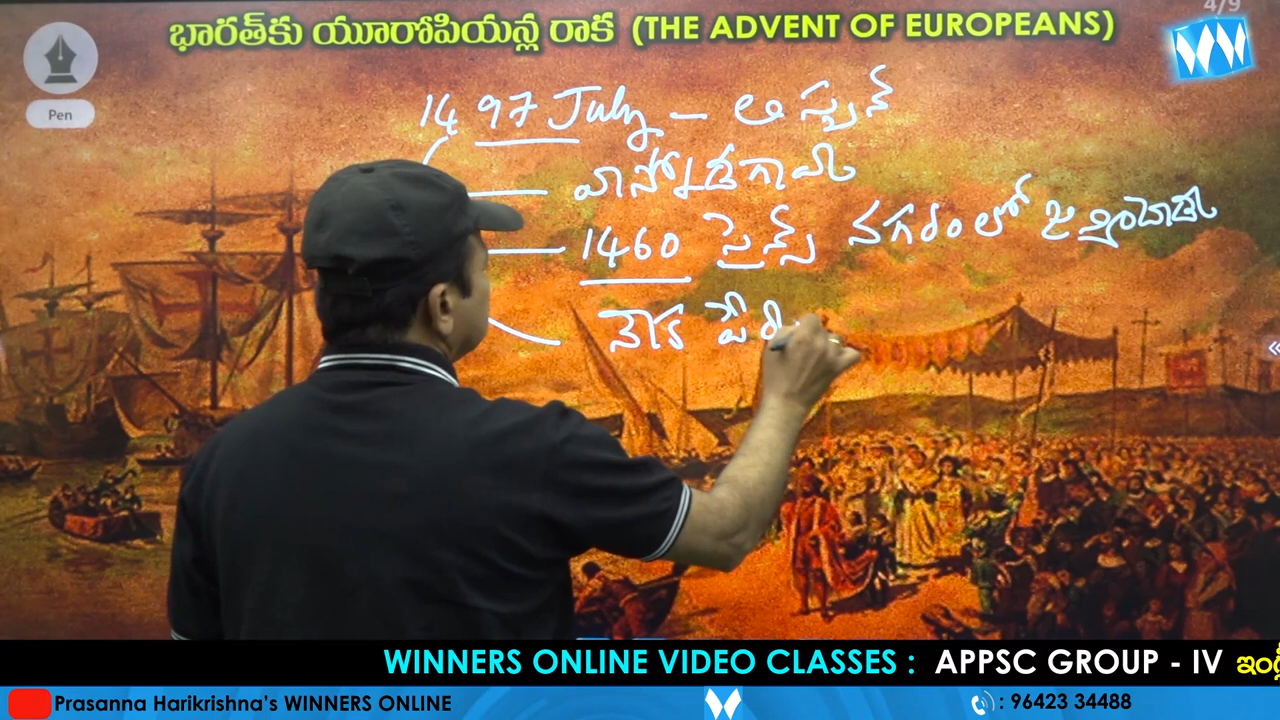 4/9
భారత్‌కు యూరోపియన్ల రాక (THE ADVENT OF EUROPEANS)
Pen
1497 July – లిస్బన్
వాస్కోడిగామా
1460 సైన్స్ నగరంలో జన్మించాడు
నౌక పేరు
WINNERS ONLINE VIDEO CLASSES : APPSC GROUP - IV
Prasanna Harikrishna's WINNERS ONLINE
: 96423 34488